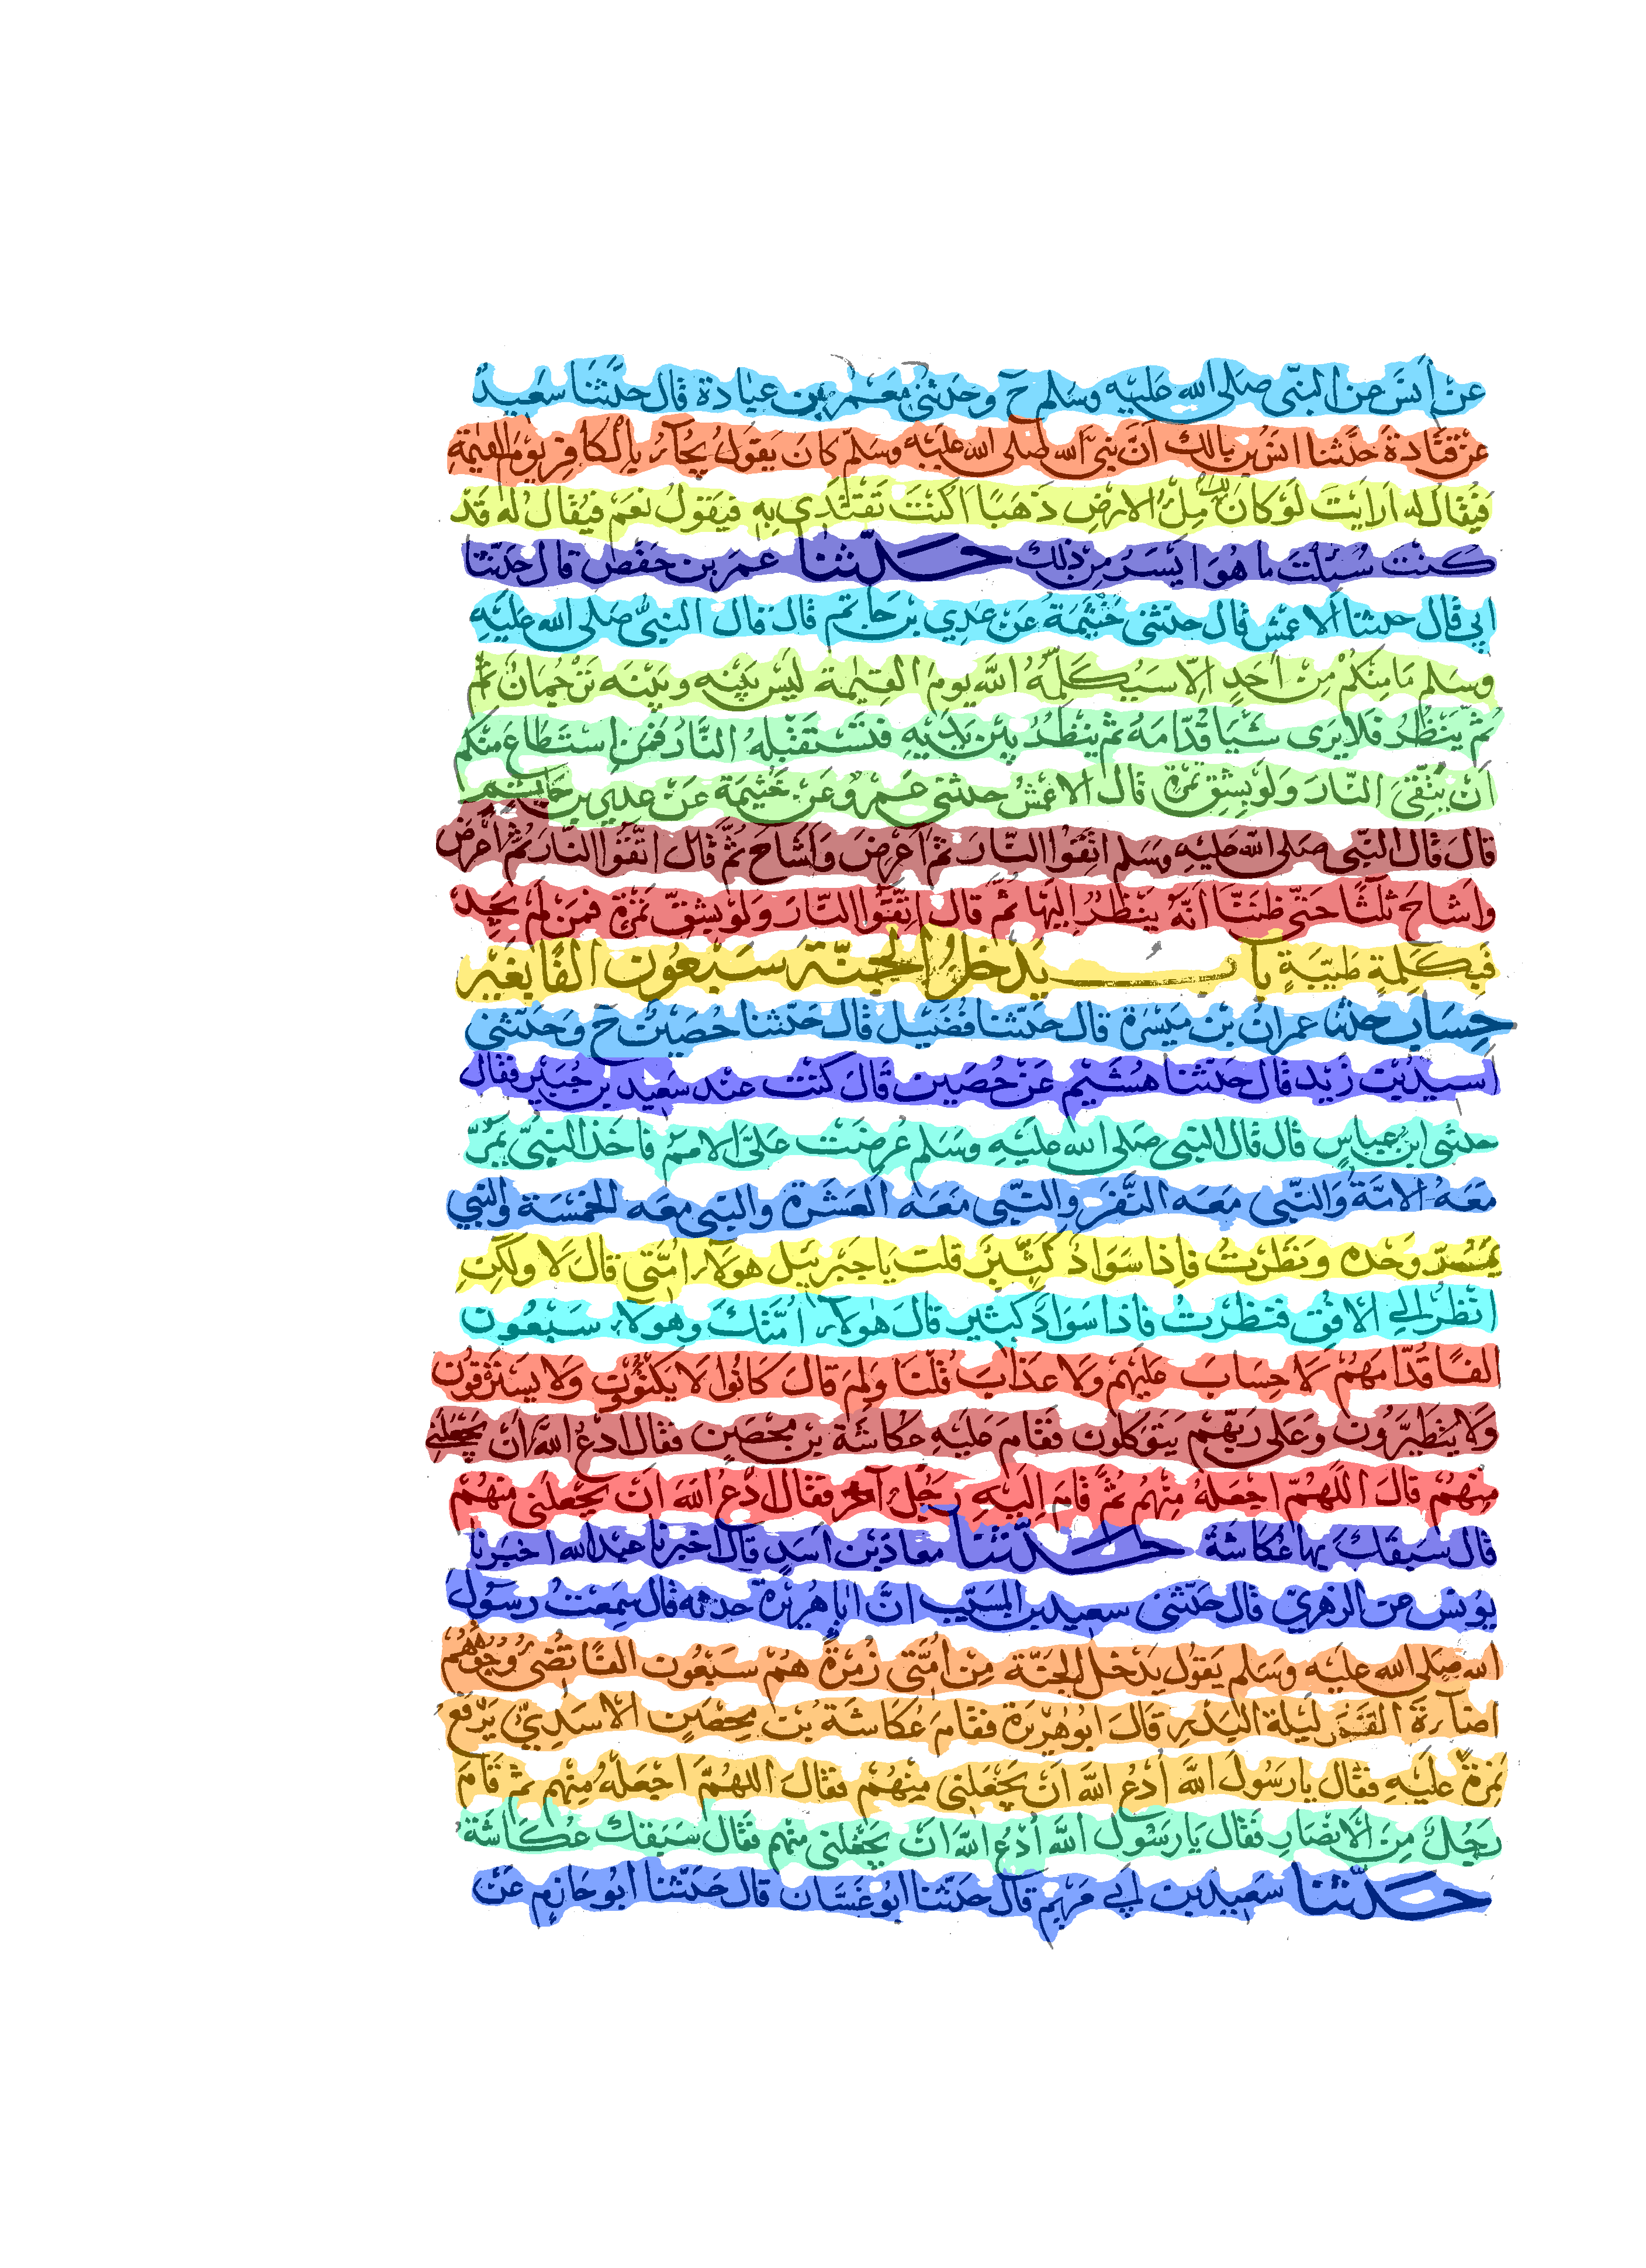 عن أنس عن النبي صلى الله عليه وسلم ح وحدثني معمر بن عبادة قال حدثنا سعيد
عن قتادة حدثنا انس بن مالك أن نبي الله صلى الله عليه وسلم كان يقول يجاء بالكافر يوم القيمة
فيقال له أرأيت لو كان لك ملء الارض ذهبا اكنت تفتدي به فيقول نعم فيقال له قد
كنت سئلت ما هو ايسر من ذلك حدثنا عمر بن حفص قال حدثنا
ابي قال حدثنا الاعمش قال حدثني خيثمة عن عدي بن حاتم قال قال النبي صلى الله عليه
وسلم ما منكم من احد الا سيكلمه الله يوم القيمة ليس بينه وبينه ترجمان ثم
ثم ينظر فلا يرى شيا قدامه ثم ينظر بين يديه فتستقبله النار فمن استطاع منكم
ان يتقي النار ولو بشق تمرة قال الاعمش حدثني عمرو عن خيثمة عن عدي بن حاتم
قال قال النبي صلى الله عليه وسلم اتقوا النار ثم اعرض واشاح ثم قال اتقوا النار ثم اعرض
واشاح ثلثا حتى ظننا أنه ينظر اليها ثم قال اتقوا النار ولو بشق تمرة فمن لم يجد
فبكلمة طيبة باب يدخل الجنة سبعون الفا بغير
حساب حدثنا عمران بن ميسرة قال حدثنا فضيل قال حدثنا حصين ح وحدثني
اسيد بن زيد قال حدثنا هشيم عن حصين قال كنت عند سعيد بن جبير فقال
حدثني ابن عباس قال قال النبي صلى الله عليه وسلم عرضت على الامم فاخذ النبي يمر
معه الامة والنبي معه النفر والنبي معه العشرة والنبي معه الخمسة والنبي
يمر وحده ونظرت فاذا سواد كثير قلت يا جبريل هولاء امتي قال لا ولكن
انظر الى الافق فنظرت فاذا سواد كثير قال هولاء امتك وهولاء سبعون
الفا قدامهم لا حساب عليهم ولا عذاب قلنا ولم قال كانوا لا يكتوون ولا يسترقون
ولا يتطيرون وعلى ربهم يتوكلون فقام عليه عكاشة بن محصن فقال ادع الله ان يجعلني
منهم قال اللهم اجعله منهم ثم قام اليه رجل آخر فقال ادع الله ان يجعلني منهم
قال سبقك بها عكاشة حدثنا معاذ بن اسد قال اخبرنا عبد الله اخبرنا
يونس عن الزهري قال حدثني سعيد بن المسيب ان ابا هريرة حدثه قال سمعت رسول
الله صلى الله عليه وسلم يقول يدخل الجنة من امتي زمرة هم سبعون الفا تضئ وجوههم
اضاءة القمر ليلة البدر قال ابو هريرة فقام عكاشة بن محصن الاسدي يرفع
نمرة عليه فقال يا رسول الله أدع الله ان يجعلني منهم فقال اللهم اجعله منهم ثم قام
رجل من الانصار فقال يا رسول الله أدع الله ان يجعلني منهم فقال سبقك عكاشة
حدثنا سعيد بن ابي مريم قال حدثنا ابو غسان قال حدثنا ابو حازم عن